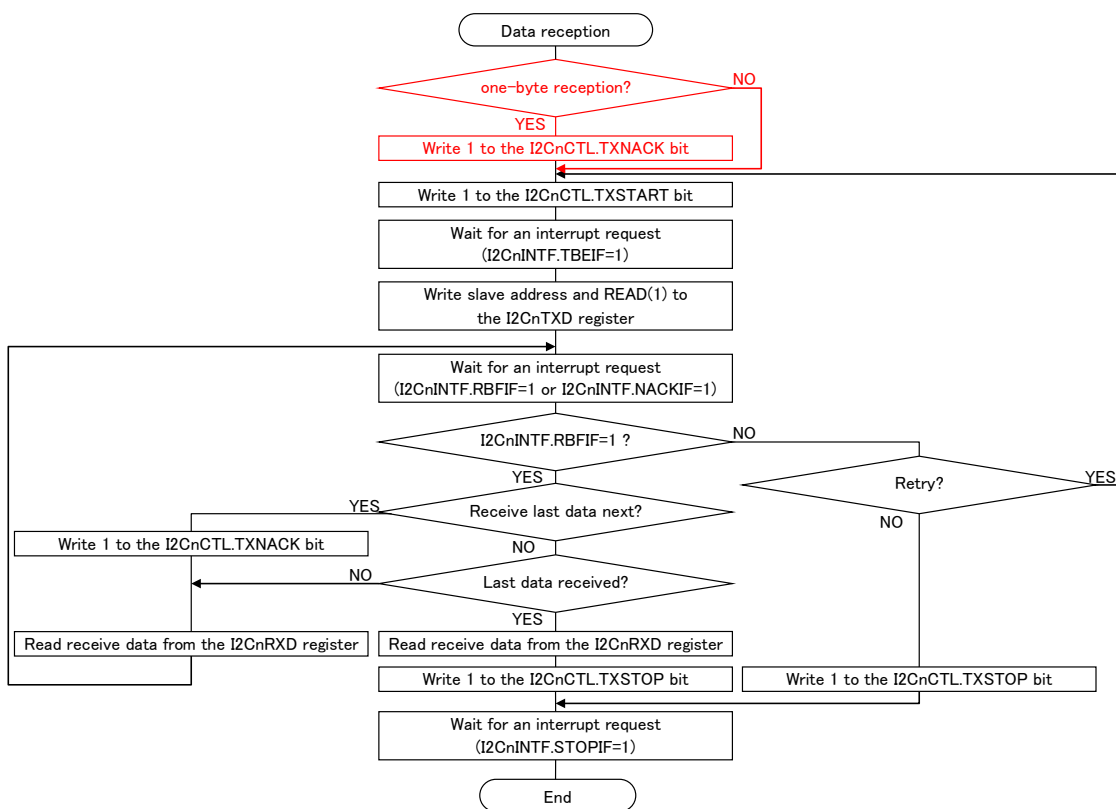 Data reception
one-byte reception?
NO
YES
Write 1 to the I2CnCTL.TXNACK bit
Write 1 to the I2CnCTL.TXSTART bit
Wait for an interrupt request
(I2CnINTF.TBEIF=1)
Write slave address and READ(1) to
the I2CnTXD register
Wait for an interrupt request
(I2CnINTF.RBFIF=1 or I2CnINTF.NACKIF=1)
I2CnINTF.RBFIF=1 ?
NO
YES
Retry?
YES
NO
YES
Receive last data next?
NO
Write 1 to the I2CnCTL.TXNACK bit
NO
Last data received?
YES
Read receive data from the I2CnRXD register
Read receive data from the I2CnRXD register
Write 1 to the I2CnCTL.TXSTOP bit
Write 1 to the I2CnCTL.TXSTOP bit
Wait for an interrupt request
(I2CnINTF.STOPIF=1)
End